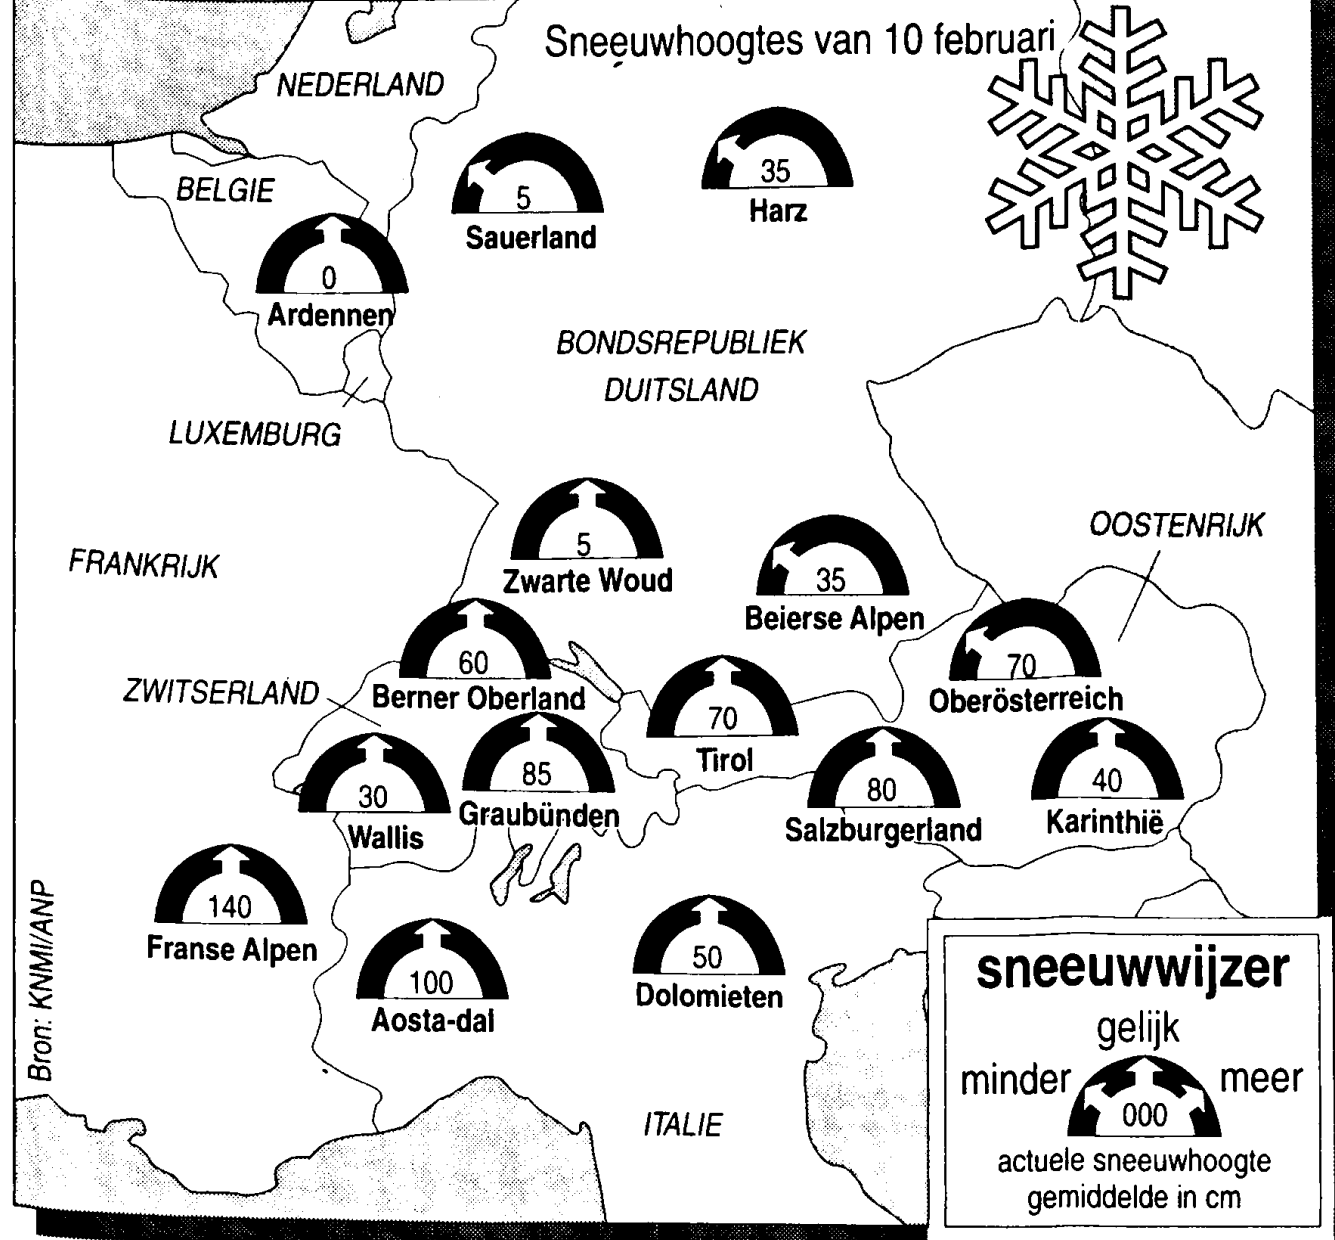 Sneeuwhoogtes van 10 februari
NEDERLAND
BELGIE
5
Sauerland
35
Harz
0
Ardennen
BONDSREPUBLIEK
DUITSLAND
LUXEMBURG
FRANKRIJK
5
Zwarte Woud
35
Beierse Alpen
OOSTENRIJK
60
Berner Oberland
70
Oberösterreich
ZWITSERLAND
70
Tirol
30
Wallis
85
Graubünden
80
Salzburgerland
40
Karinthië
140
Franse Alpen
100
Aosta-dal
50
Dolomieten
ITALIE
Bron: KNMI/ANP
sneeuwwijzer
gelijk
minder meer
000
actuele sneeuwhoogte
gemiddelde in cm